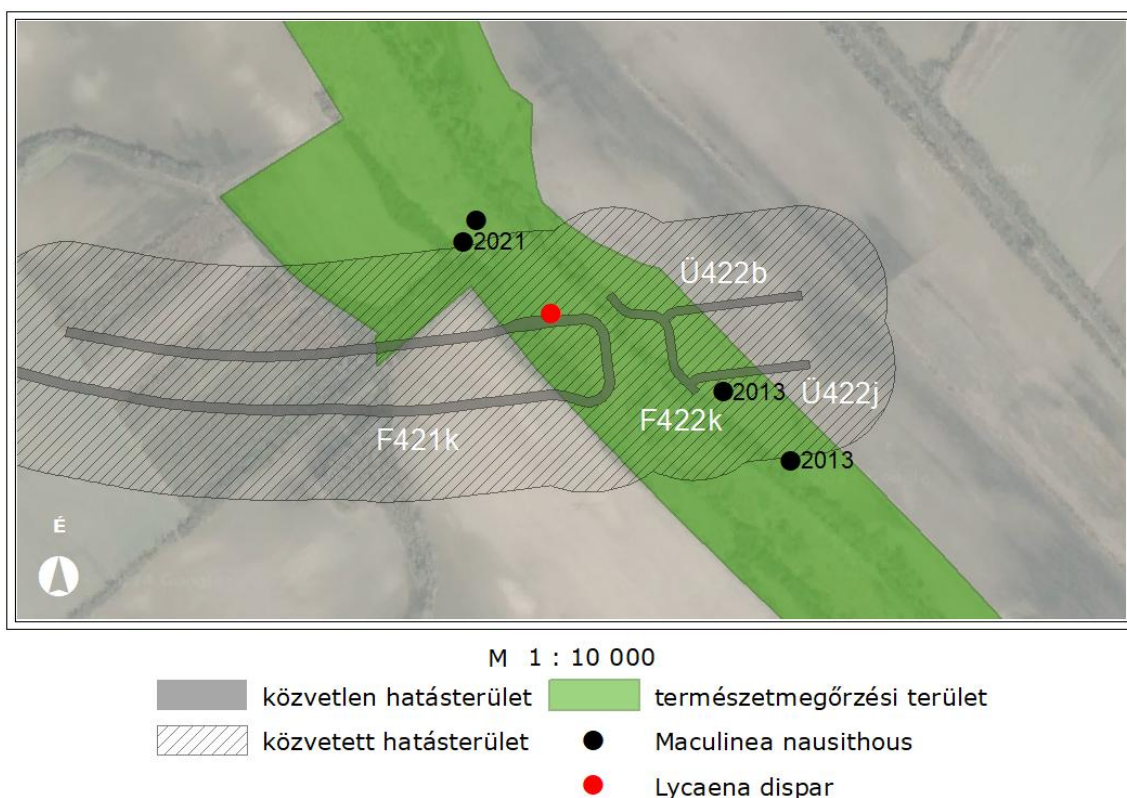 2021
Ü422b
2013
Ü422j
F422k
F421k
2013
É
M 1 : 10 000
közvetlen hatásterület
természetmegőrzési terület
közvetett hatásterület
Maculinea nausithous
Lycaena dispar